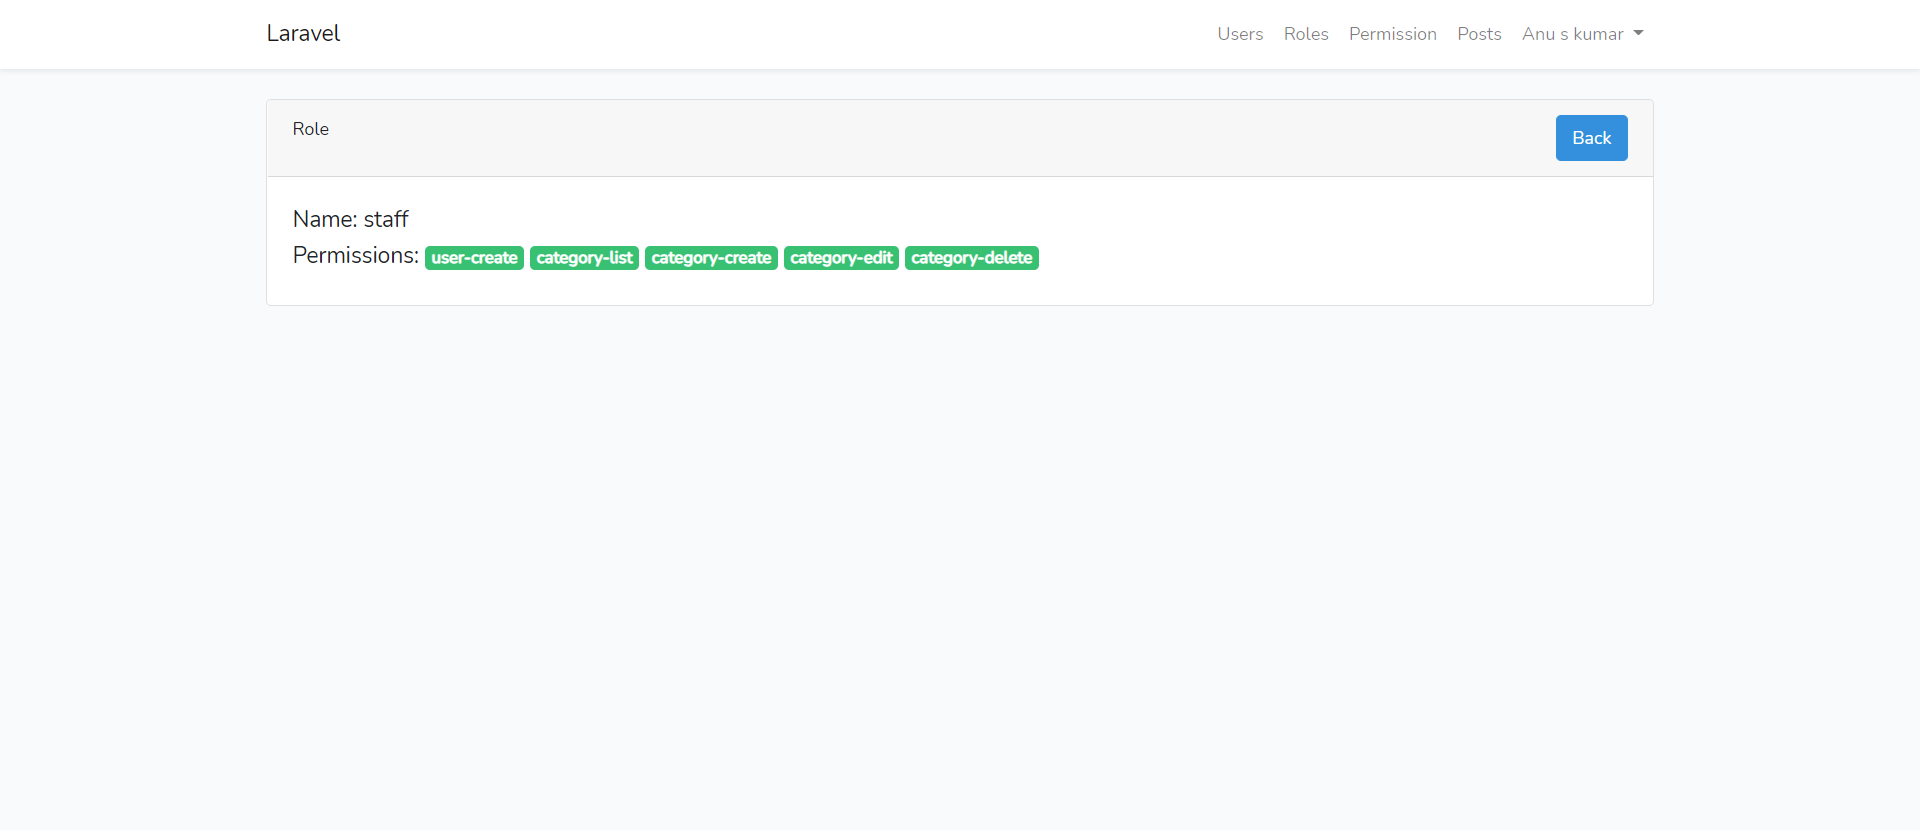 Laravel Users Roles Permission Posts Anu s kumar
Role Back
Name: staff
Permissions: user-create category-list category-create category-edit category-delete